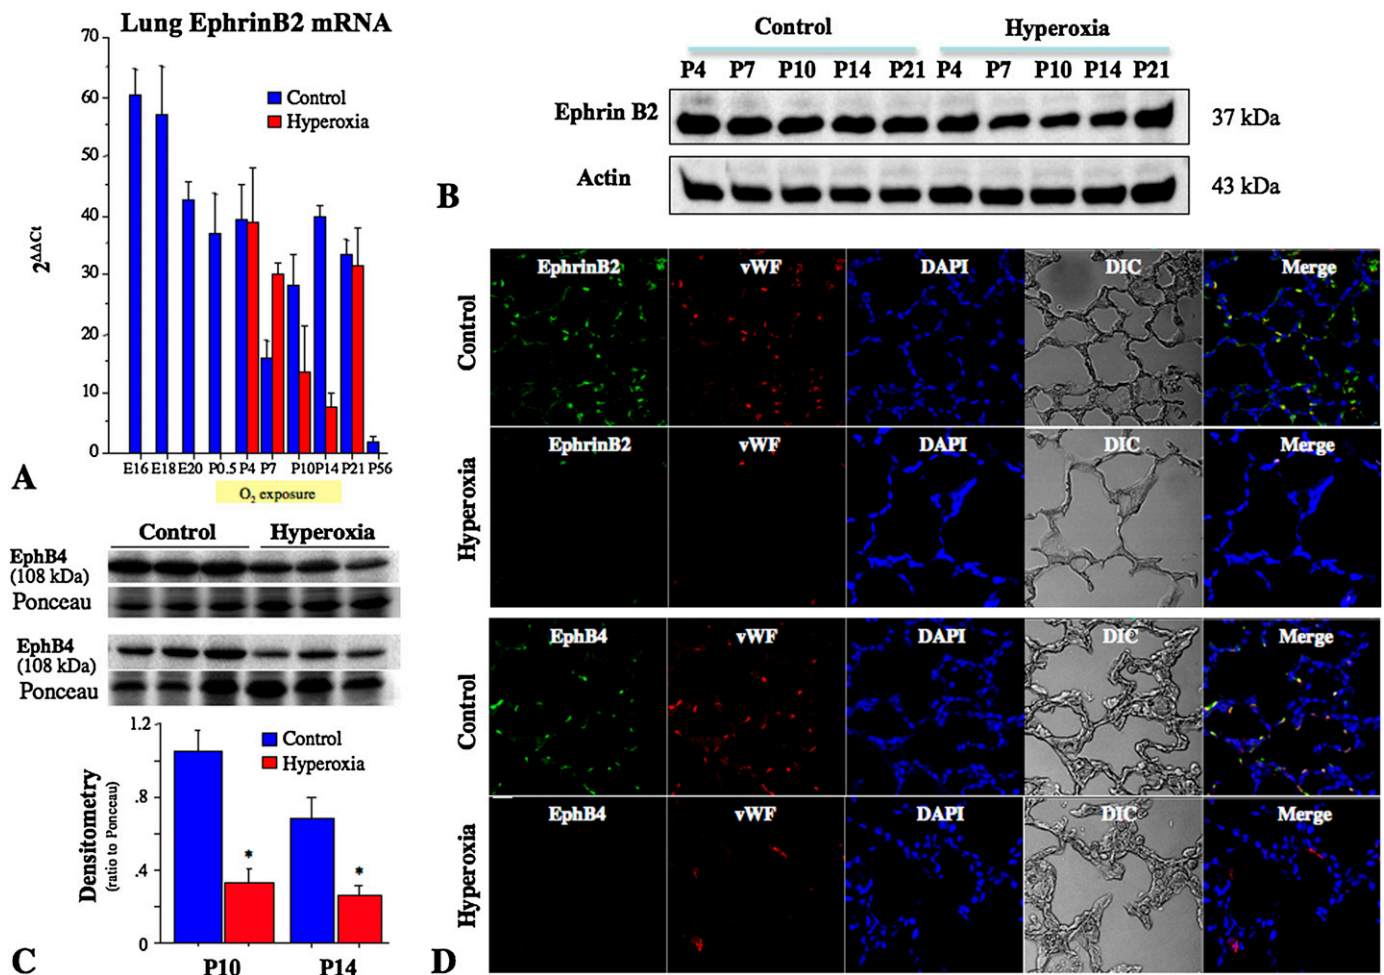 Lung EphrinB2 mRNA
70
60
50
40
30
20
10
0
2ΔΔCt
Control
Hyperoxia
E16 E18 E20 P0.5 P4 P7 P10 P14 P21 P56
O2 exposure
A
Control Hyperoxia
P4 P7 P10 P14 P21 P4 P7 P10 P14 P21
Ephrin B2 37 kDa
Actin 43 kDa
B
Control Hyperoxia
EphB4
(108 kDa)
Ponceau
EphB4
(108 kDa)
Ponceau
1.2
.8
.4
0
Densitometry
(ratio to Ponceau)
Control
Hyperoxia
*
*
P10 P14
C
Control
EphrinB2 vWF DAPI DIC Merge
Hyperoxia
EphrinB2 vWF DAPI DIC Merge
Control
EphB4 vWF DAPI DIC Merge
Hyperoxia
EphB4 vWF DAPI DIC Merge
D